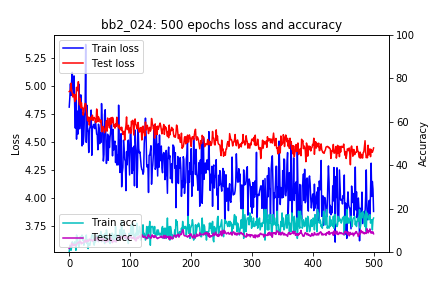 bb2_024: 500 epochs loss and accuracy
Train loss
Test loss
5.25
5.00
4.75
4.50
4.25
4.00
3.75
Loss
100
80
60
40
20
0
Accuracy
Train acc
Test acc
0
100
200
300
400
500